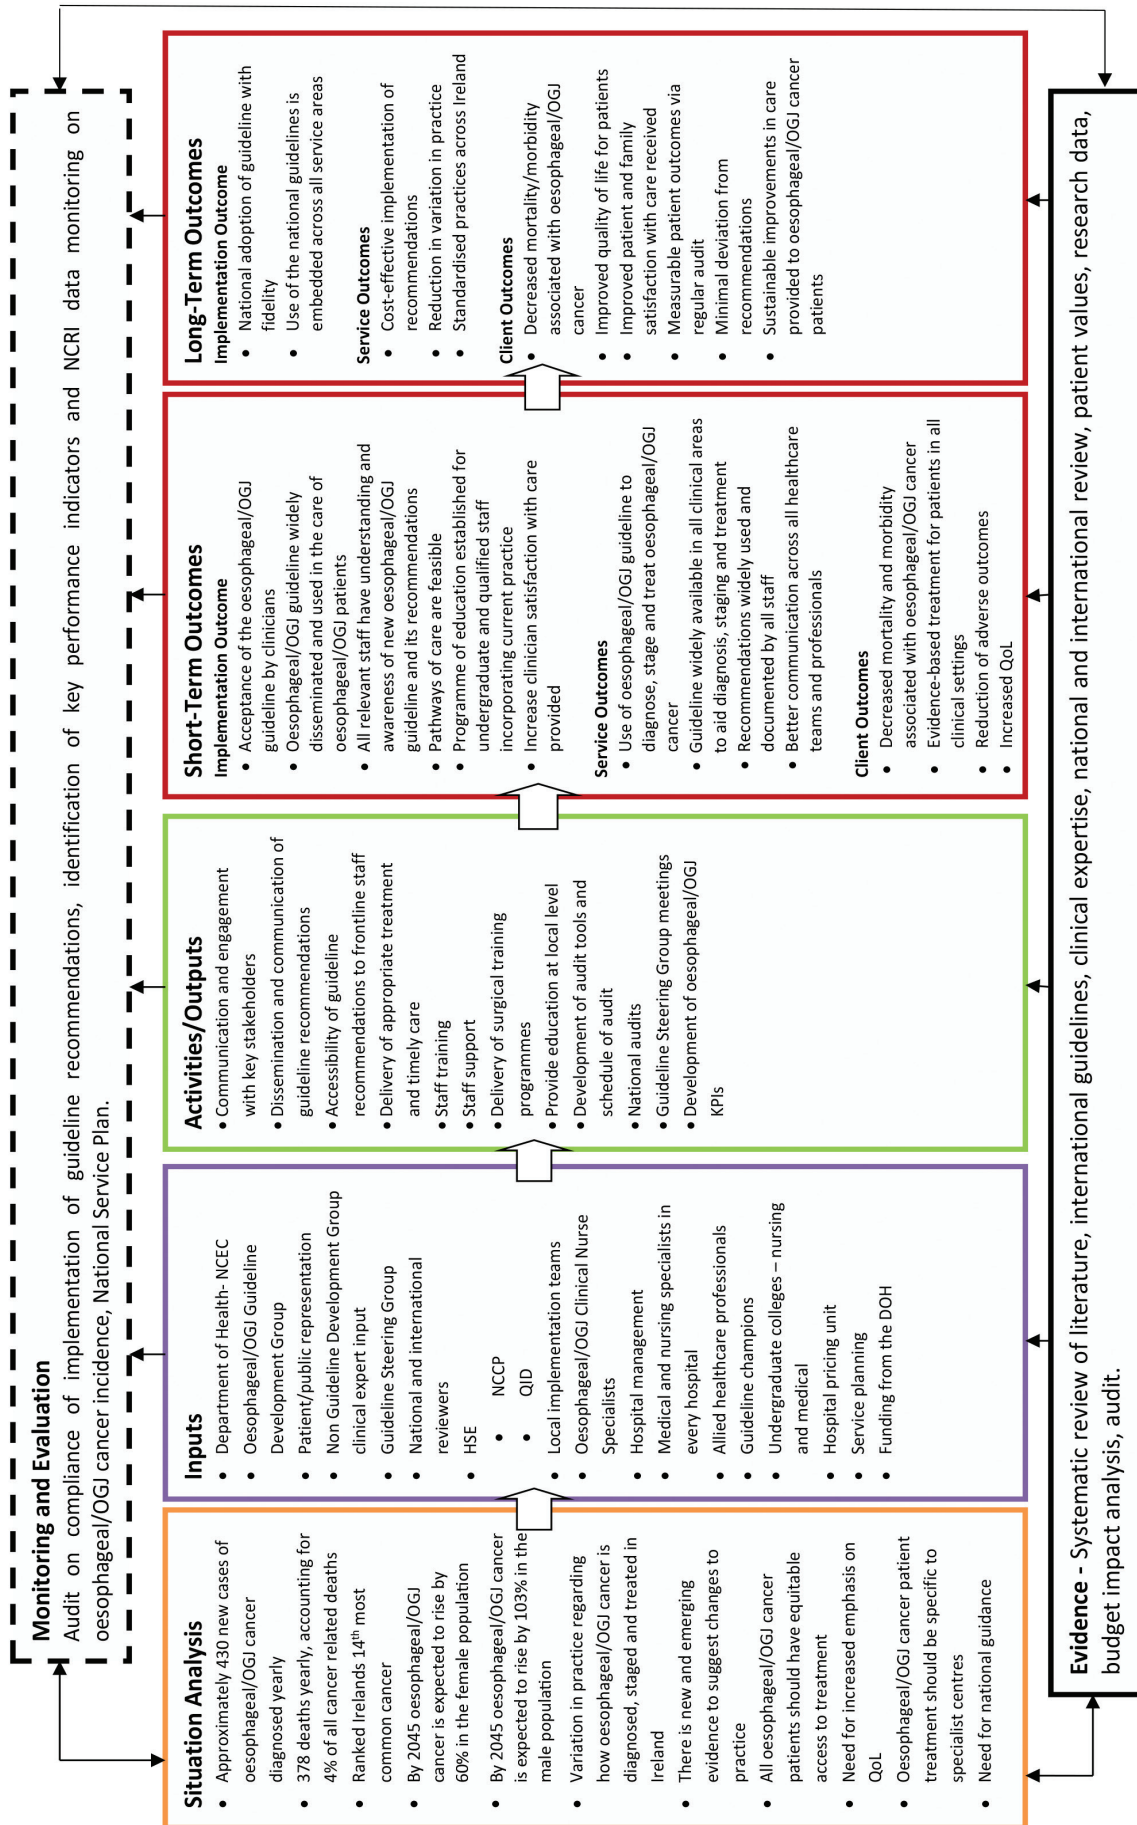 Monitoring and Evaluation
Audit on compliance of implementation of guideline recommendations, identification of key performance indicators and NCRI data monitoring on
oesophageal/OGJ cancer incidence, National Service Plan.
Situation Analysis
• Approximately 430 new cases of
oesophageal/OGJ cancer
diagnosed yearly
• 378 deaths yearly, accounting for
4% of all cancer related deaths
• Ranked Irelands 14th most
common cancer
• By 2045 oesophageal/OGJ
cancer is expected to rise by
60% in the female population
• By 2045 oesophageal/OGJ cancer
is expected to rise by 103% in the
male population
• Variation in practice regarding
how oesophageal/OGJ cancer is
diagnosed, staged and treated in
Ireland
• There is new and emerging
evidence to suggest changes to
practice
• All oesophageal/OGJ cancer
patients should have equitable
access to treatment
• Need for increased emphasis on
QoL
• Oesophageal/OGJ cancer patient
treatment should be specific to
specialist centres
• Need for national guidance
Inputs
• Department of Health- NCEC
• Oesophageal/OGJ Guideline
Development Group
• Patient/public representation
• Non Guideline Development Group
clinical expert input
• Guideline Steering Group
• National and international
reviewers
• HSE
• NCCP
• QID
• Local implementation teams
• Oesophageal/OGJ Clinical Nurse
Specialists
• Hospital management
• Medical and nursing specialists in
every hospital
• Allied healthcare professionals
• Guideline champions
• Undergraduate colleges – nursing
and medical
• Hospital pricing unit
• Service planning
• Funding from the DOH
Activities/Outputs
• Communication and engagement
with key stakeholders
• Dissemination and communication of
guideline recommendations
• Accessibility of guideline
recommendations to frontline staff
• Delivery of appropriate treatment
and timely care
• Staff training
• Staff support
• Delivery of surgical training
programmes
• Provide education at local level
• Development of audit tools and
schedule of audit
• National audits
• Guideline Steering Group meetings
• Development of oesophageal/OGJ
KPIs
Short-Term Outcomes
Implementation Outcome
• Acceptance of the oesophageal/OGJ
guideline by clinicians
• Oesophageal/OGJ guideline widely
disseminated and used in the care of
oesophageal/OGJ patients
• All relevant staff have understanding and
awareness of new oesophageal/OGJ
guideline and its recommendations
• Pathways of care are feasible
• Programme of education established for
undergraduate and qualified staff
incorporating current practice
• Increase clinician satisfaction with care
provided
Service Outcomes
• Use of oesophageal/OGJ guideline to
diagnose, stage and treat oesophageal/OGJ
cancer
• Guideline widely available in all clinical areas
to aid diagnosis, staging and treatment
• Recommendations widely used and
documented by all staff
• Better communication across all healthcare
teams and professionals
Client Outcomes
• Decreased mortality and morbidity
associated with oesophageal/OGJ cancer
• Evidence-based treatment for patients in all
clinical settings
• Reduction of adverse outcomes
• Increased QoL
Long-Term Outcomes
Implementation Outcome
• National adoption of guideline with
fidelity
• Use of the national guidelines is
embedded across all service areas
Service Outcomes
• Cost-effective implementation of
recommendations
• Reduction in variation in practice
• Standardised practices across Ireland
Client Outcomes
• Decreased mortality/morbidity
associated with oesophageal/OGJ
cancer
• Improved quality of life for patients
• Improved patient and family
satisfaction with care received
• Measurable patient outcomes via
regular audit
• Minimal deviation from
recommendations
• Sustainable improvements in care
provided to oesophageal/OGJ cancer
patients
Evidence - Systematic review of literature, international guidelines, clinical expertise, national and international review, patient values, research data,
budget impact analysis, audit.